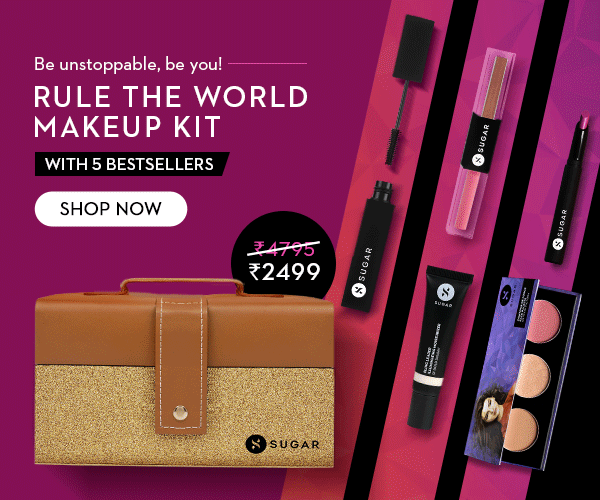 Be unstoppable, be you!
RULE THE WORLD
MAKEUP KIT
WITH 5 BESTSELLERS
SHOP NOW
₹4795
₹2499
SUGAR
SUGAR
SUGAR
SUGAR
SUGAR